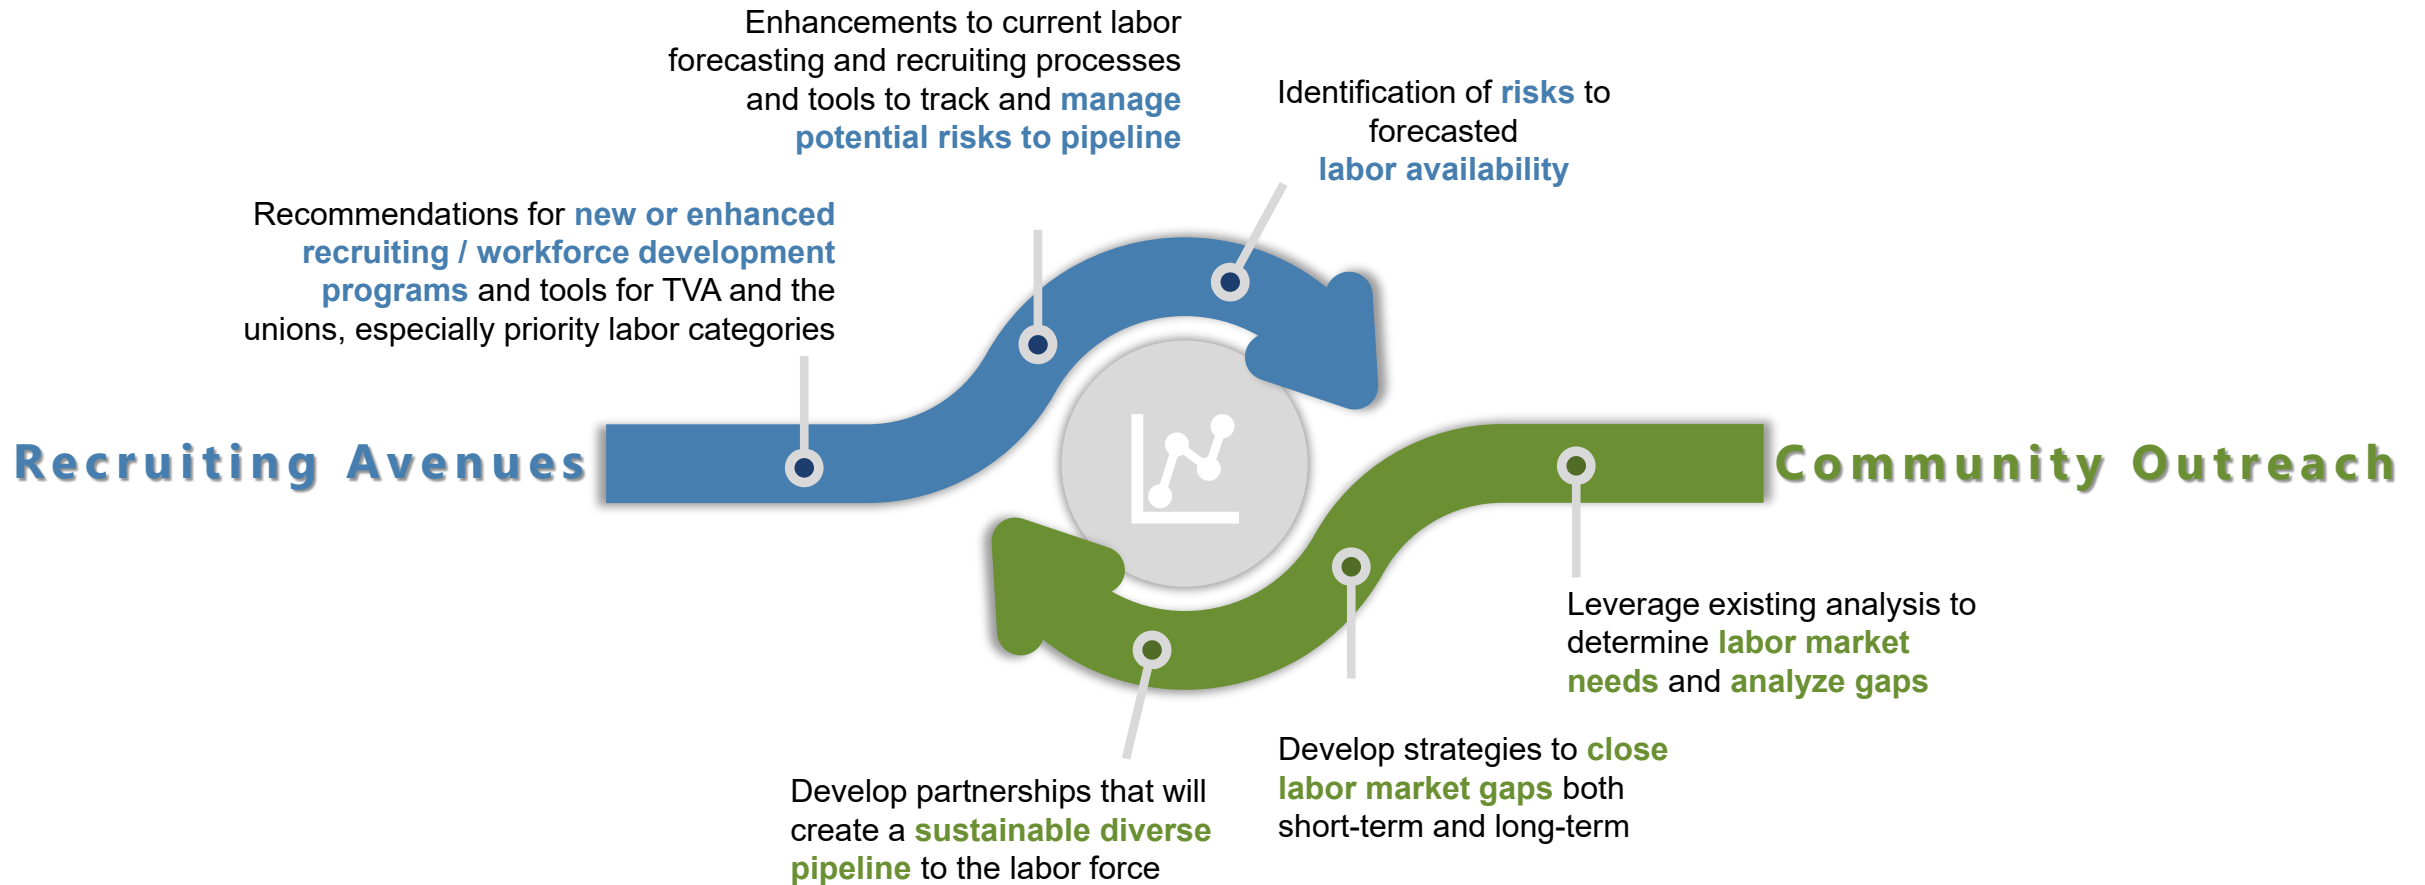 Enhancements to current labor
forecasting and recruiting processes
and tools to track and manage
potential risks to pipeline
Identification of risks to
forecasted
labor availability
Recommendations for new or enhanced
recruiting / workforce development
programs and tools for TVA and the
unions, especially priority labor categories
Recruiting Avenues
Community Outreach
Leverage existing analysis to
determine labor market
needs and analyze gaps
Develop strategies to close
labor market gaps both
short-term and long-term
Develop partnerships that will
create a sustainable diverse
pipeline to the labor force